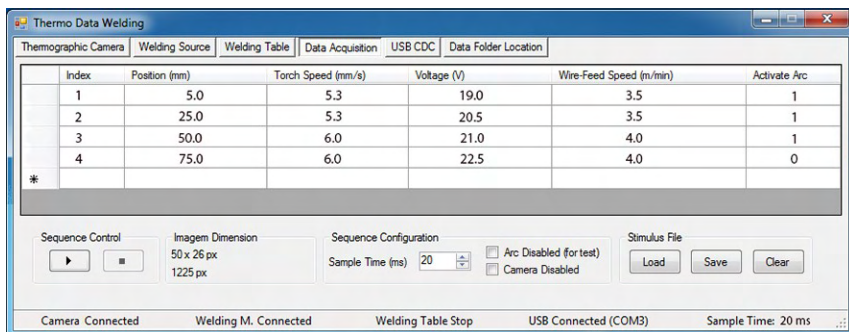 Thermo Data Welding
Thermographic Camera Welding Source Welding Table Data Acquisition USB CDC Data Folder Location
Index Position (mm) Torch Speed (mm/s) Voltage (V) Wire-Feed Speed (m/min) Activate Arc
1 5.0 5.3 19.0 3.5 1
2 25.0 5.3 20.5 3.5 1
3 50.0 6.0 21.0 4.0 1
4 75.0 6.0 22.5 4.0 0
*
Sequence Control Imagem Dimension Sequence Configuration Stimulus File
50 x 26 px Sample Time (ms) 20 Arc Disabled (for test) Load Save Clear
1225 px Camera Disabled
Camera Connected Welding M. Connected Welding Table Stop USB Connected (COM3) Sample Time: 20 ms